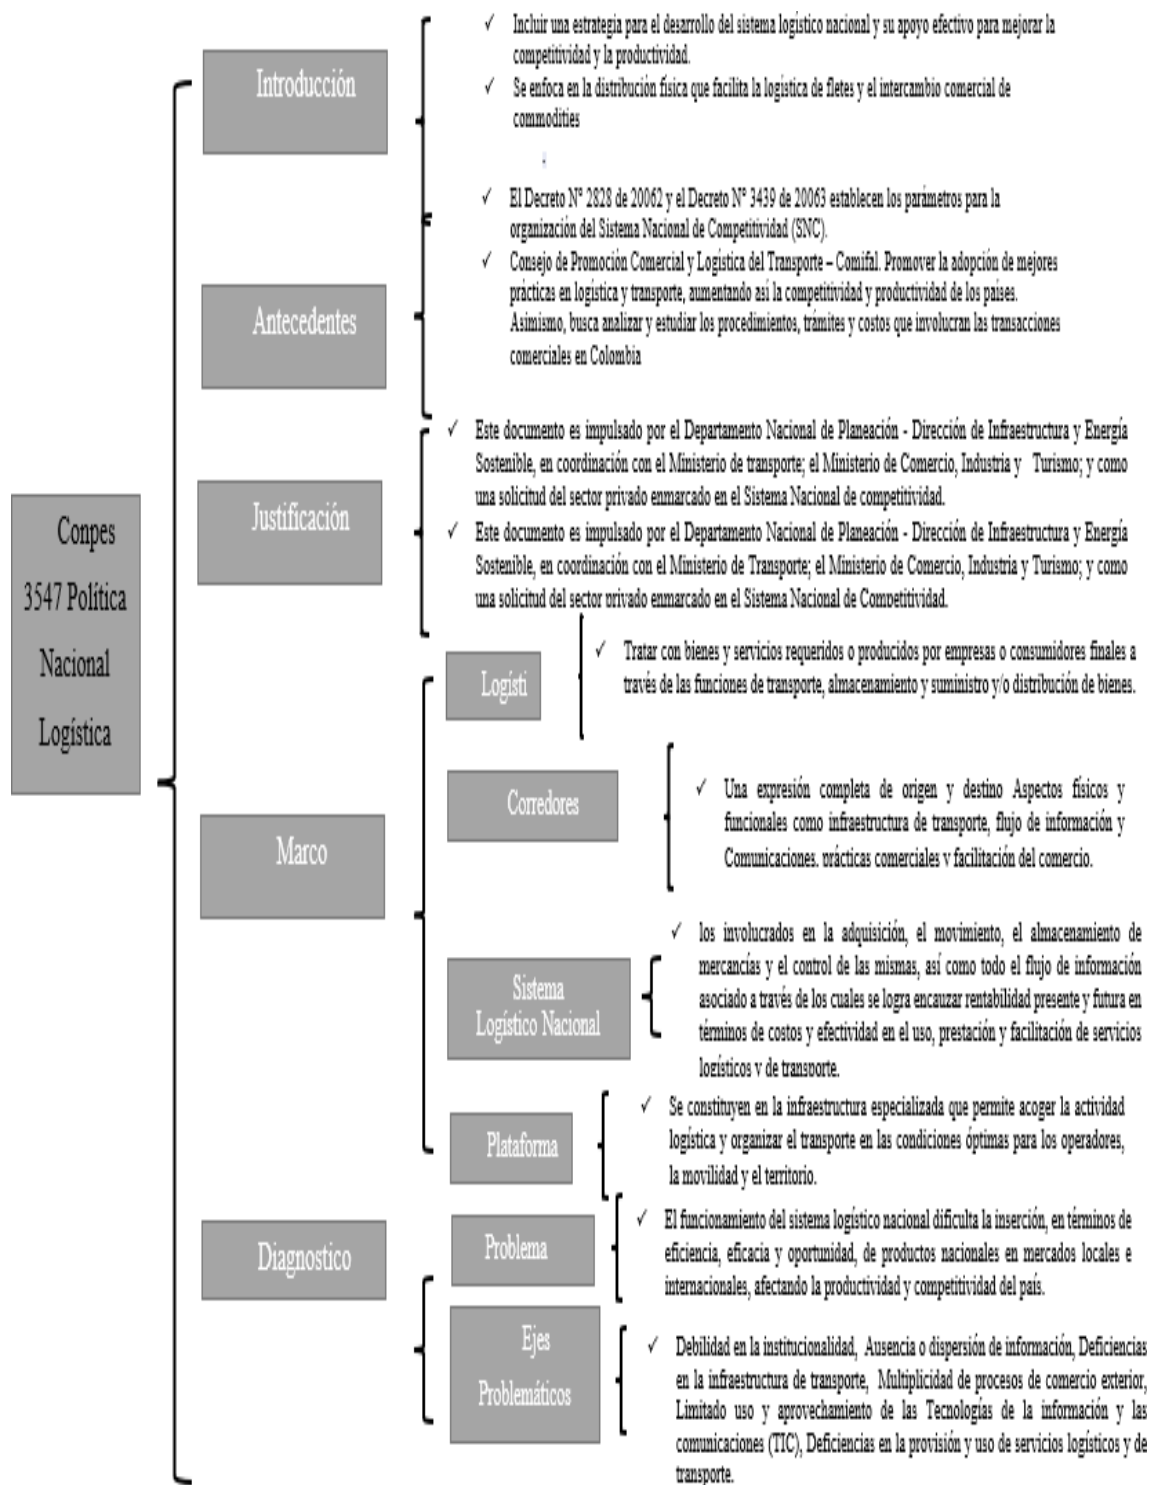 Conpes
3547 Política
Nacional
Logística
Introducción
✓ Incluir una estrategia para el desarrollo del sistema logístico nacional y su apoyo efectivo para mejorar la
competitividad y la productividad.
✓ Se enfoca en la distribución física que facilita la logística de fletes y el intercambio comercial de
commodities
Antecedentes
✓ El Decreto N° 2828 de 20062 y el Decreto N° 3439 de 20063 establecen los parámetros para la
organización del Sistema Nacional de Competitividad (SNC).
✓ Consejo de Promoción Comercial y Logística del Transporte – Comifal. Promover la adopción de mejores
prácticas en logística y transporte, aumentando así la competitividad y productividad de los países.
Asimismo, busca analizar y estudiar los procedimientos, trámites y costos que involucran las transacciones
comerciales en Colombia
Justificación
✓ Este documento es impulsado por el Departamento Nacional de Planeación - Dirección de Infraestructura y Energía
Sostenible, en coordinación con el Ministerio de transporte; el Ministerio de Comercio, Industria y Turismo; y como
una solicitud del sector privado enmarcado en el Sistema Nacional de competitividad.
✓ Este documento es impulsado por el Departamento Nacional de Planeación - Dirección de Infraestructura y Energía
Sostenible, en coordinación con el Ministerio de Transporte; el Ministerio de Comercio, Industria y Turismo; y como
una solicitud del sector privado enmarcado en el Sistema Nacional de Competitividad.
Marco
Logísti
✓ Tratar con bienes y servicios requeridos o producidos por empresas o consumidores finales a
través de las funciones de transporte, almacenamiento y suministro y/o distribución de bienes.
Corredores
✓ Una expresión completa de origen y destino Aspectos físicos y
funcionales como infraestructura de transporte, flujo de información y
Comunicaciones, prácticas comerciales y facilitación del comercio.
Sistema
Logístico Nacional
✓ los involucrados en la adquisición, el movimiento, el almacenamiento de
mercancías y el control de las mismas, así como todo el flujo de información
asociado a través de los cuales se logra encauzar rentabilidad presente y futura en
términos de costos y efectividad en el uso, prestación y facilitación de servicios
logísticos y de transporte.
Plataforma
✓ Se constituyen en la infraestructura especializada que permite acoger la actividad
logística y organizar el transporte en las condiciones óptimas para los operadores,
la movilidad y el territorio.
Diagnostico
Problema
✓ El funcionamiento del sistema logístico nacional dificulta la inserción, en términos de
eficiencia, eficacia y oportunidad, de productos nacionales en mercados locales e
internacionales, afectando la productividad y competitividad del país.
Ejes
Problemáticos
✓ Debilidad en la institucionalidad, Ausencia o dispersión de información, Deficiencias
en la infraestructura de transporte, Multiplicidad de procesos de comercio exterior,
Limitado uso y aprovechamiento de las Tecnologías de la información y las
comunicaciones (TIC), Deficiencias en la provisión y uso de servicios logísticos y de
transporte.